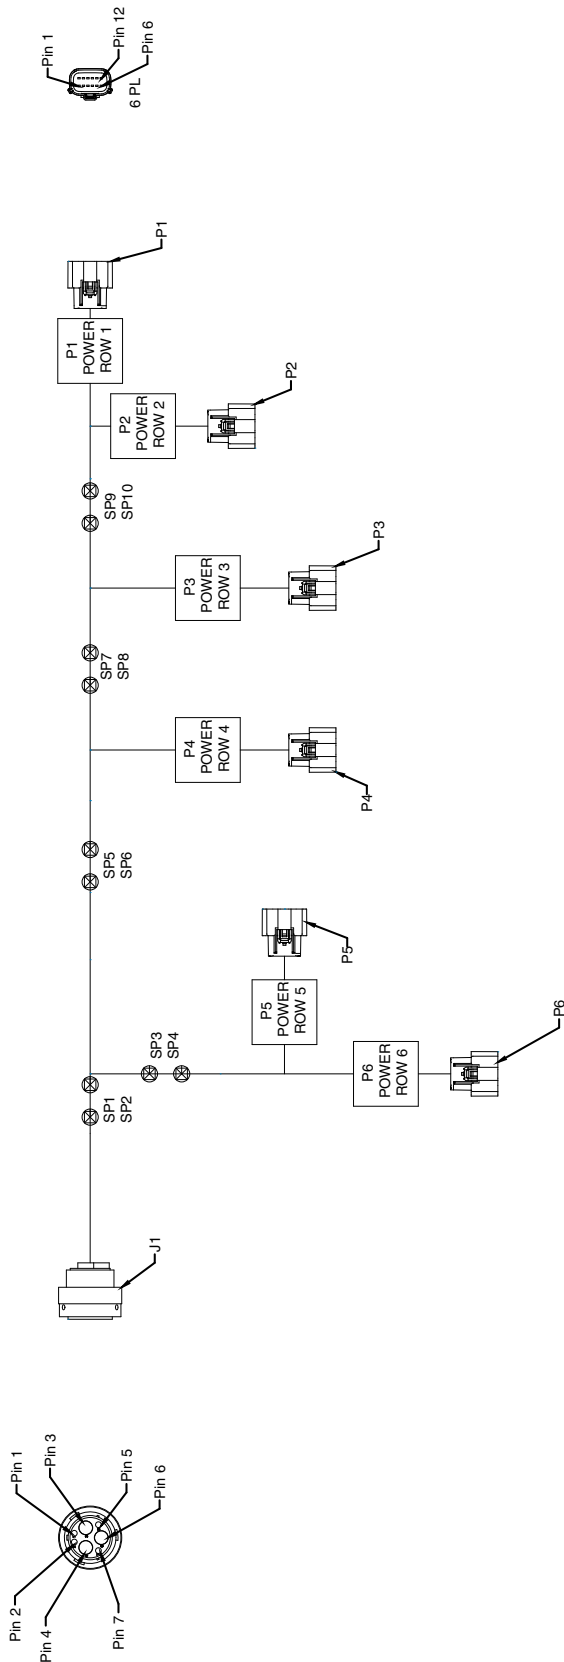 Pin 1
Pin 12
Pin 6
6 PL
P1
P1
POWER
ROW 1
P2
P2
POWER
ROW 2
SP9
SP10
P3
P3
POWER
ROW 3
SP7
SP8
P4
POWER
ROW 4
P4
SP5
SP6
P5
P5
POWER
ROW 5
SP3
SP4
P6
P6
POWER
ROW 6
SP1
SP2
J1
Pin 3
Pin 1
Pin 5
Pin 6
Pin 2
Pin 4
Pin 7